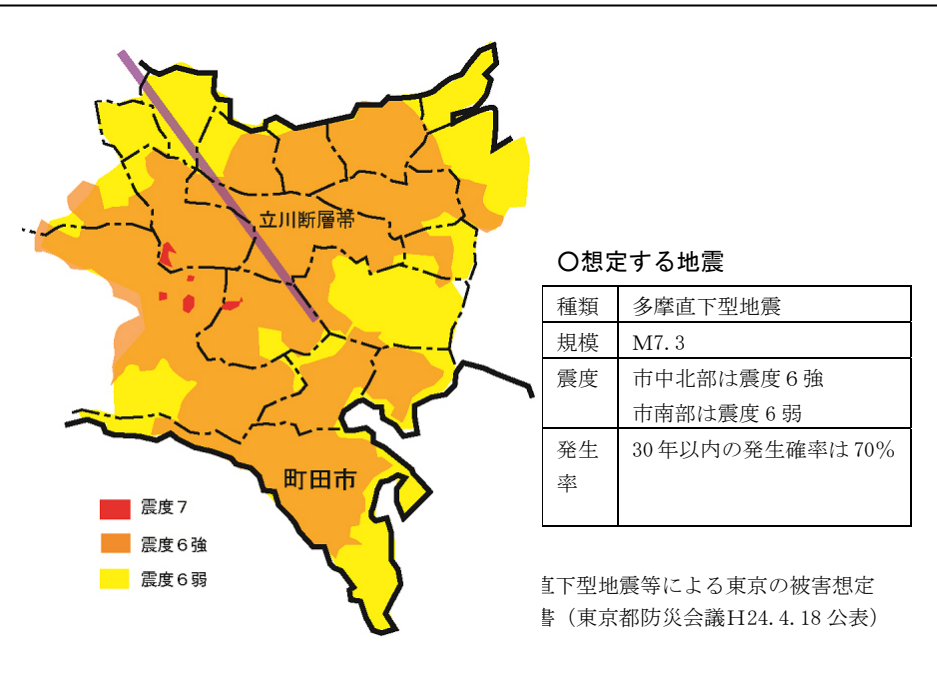 立川断層帯
町田市
震度７
震度６強
震度６弱
〇想定する地震
種類 多摩直下型地震
規模 M7.3
震度 市中北部は震度６強
市南部は震度６弱
発生 30年以内の発生確率は70%
率
直下型地震等による東京の被害想定
書（東京都防災会議H24.4.18公表）